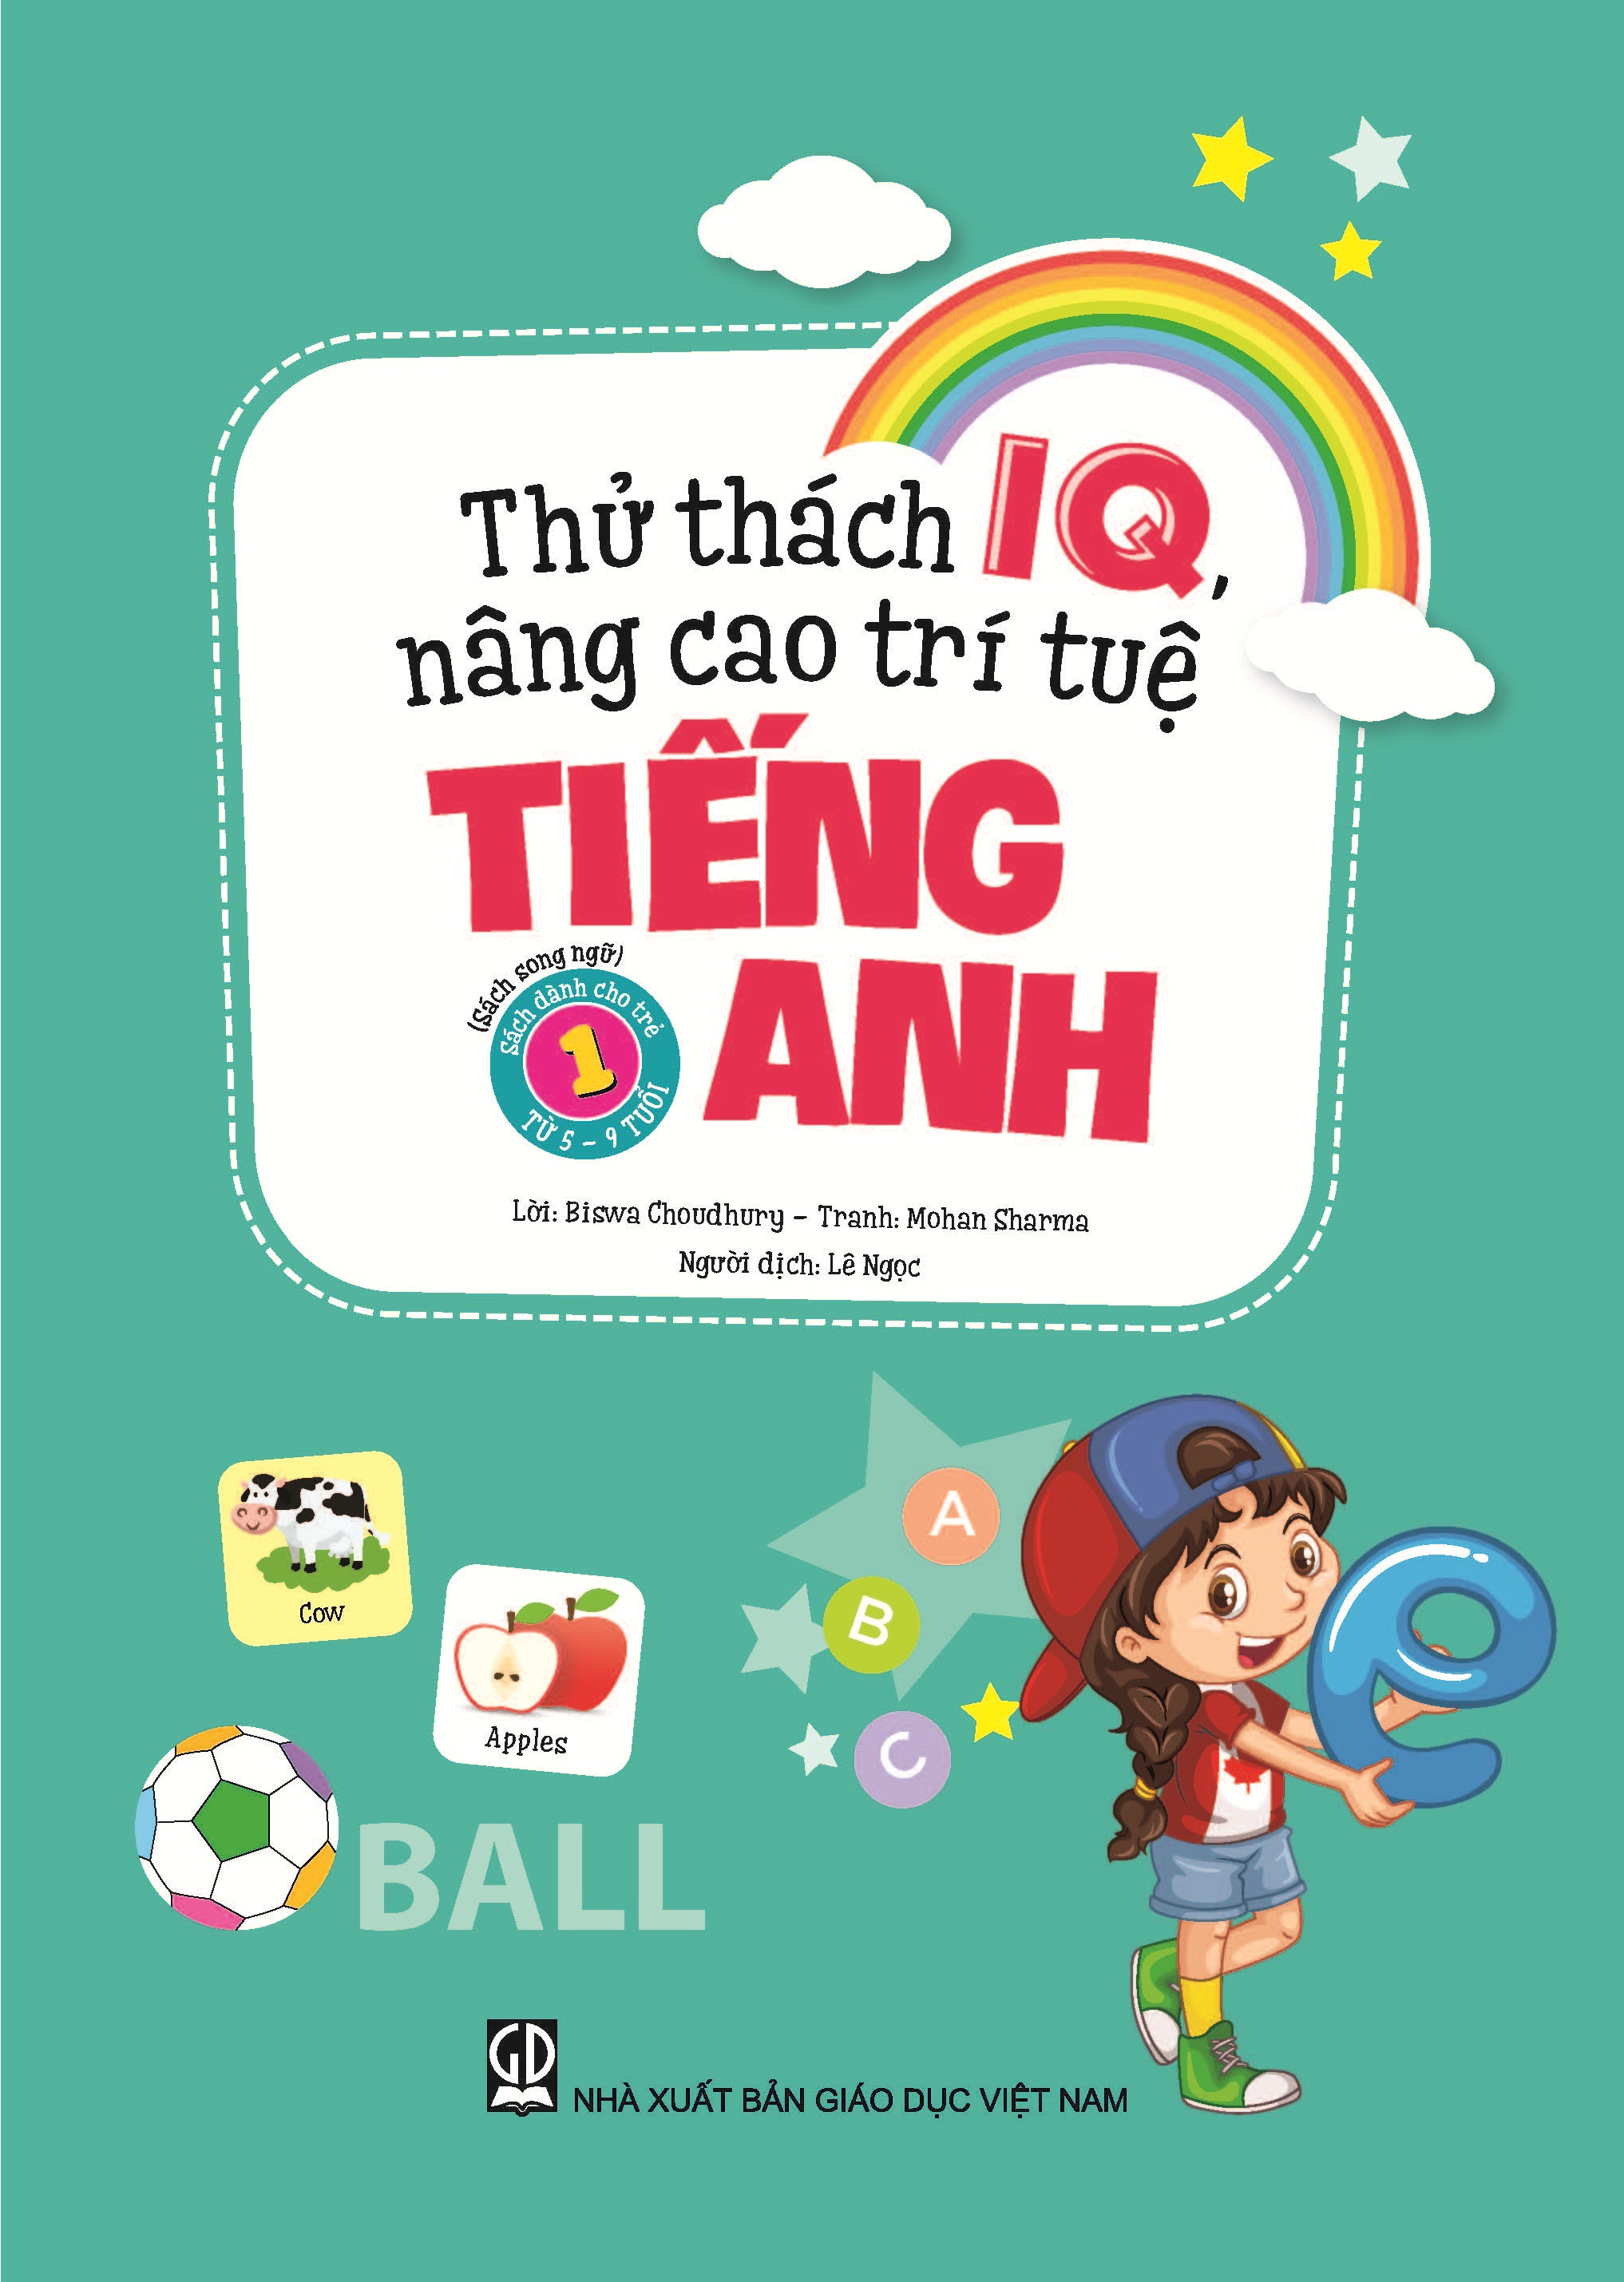 Thử thách IQ,
nâng cao trí tuệ
TIẾNG
ANH
(Sách song ngữ)
Sách dành cho trẻ
1
TỪ 5 – 9 TUỔI
Lời: Biswa Choudhury – Tranh: Mohan Sharma
Người dịch: Lê Ngọc
A
Cow
B
Apples
C
BALL
GD
NHÀ XUẤT BẢN GIÁO DỤC VIỆT NAM